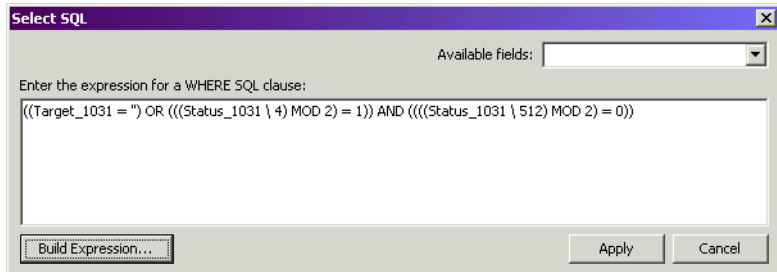 Select SQL
Available fields:
Enter the expression for a WHERE SQL clause:
((Target_1031 = '') OR (((Status_1031 \ 4) MOD 2) = 1)) AND ((((Status_1031 \ 512) MOD 2) = 0))
Build Expression... Apply Cancel